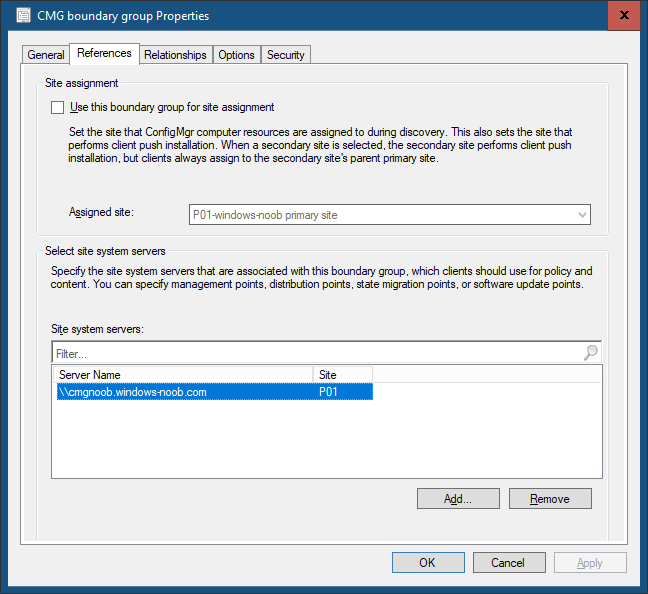 CMG boundary group Properties
General References Relationships Options Security
Site assignment
Use this boundary group for site assignment
Set the site that ConfigMgr computer resources are assigned to during discovery. This also sets the site that
performs client push installation. When a secondary site is selected, the secondary site performs client push
installation, but clients always assign to the secondary site's parent primary site.
Assigned site: P01-windows-noob primary site
Select site system servers
Specify the site system servers that are associated with this boundary group, which clients should use for policy and
content. You can specify management points, distribution points, state migration points, or software update points.
Site system servers:
Filter...
Server Name Site
\\cmgnoob.windows-noob.com P01
Add... Remove
OK Cancel Apply